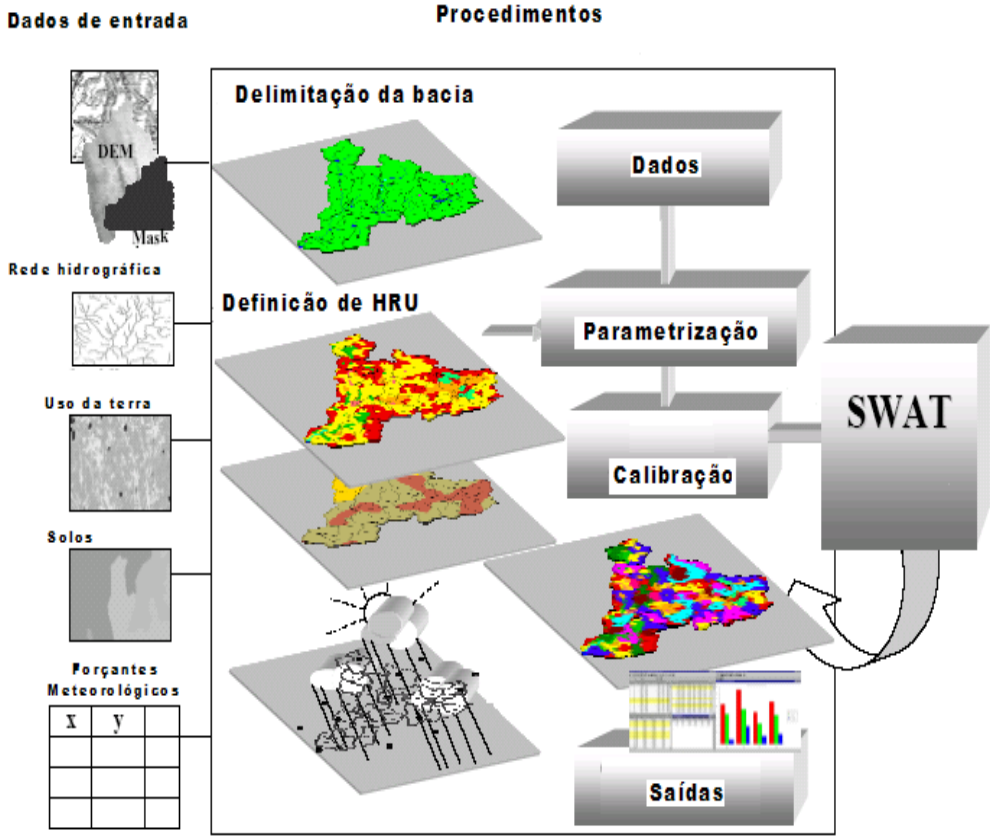 Dados de entrada
Procedimentos
DEM
Mask
Rede hidrográfica
Uso da terra
Solos
Forçantes
Meteorológicos
x y
Delimitação da bacia
Definicão de HRU
Dados
Parametrização
Calibração
SWAT
Saídas